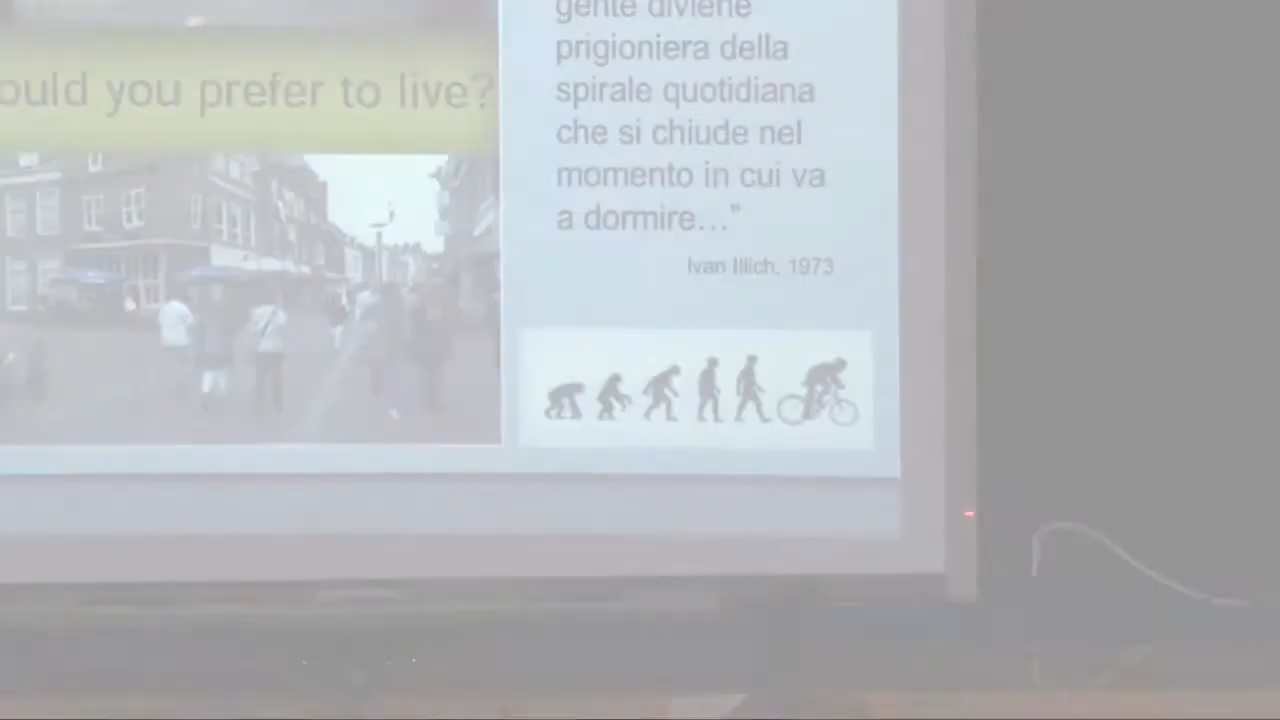 ould you prefer to live?
gente diviene
prigioniera della
spirale quotidiana
che si chiude nel
momento in cui va
a dormire…"
Ivan Illich, 1973